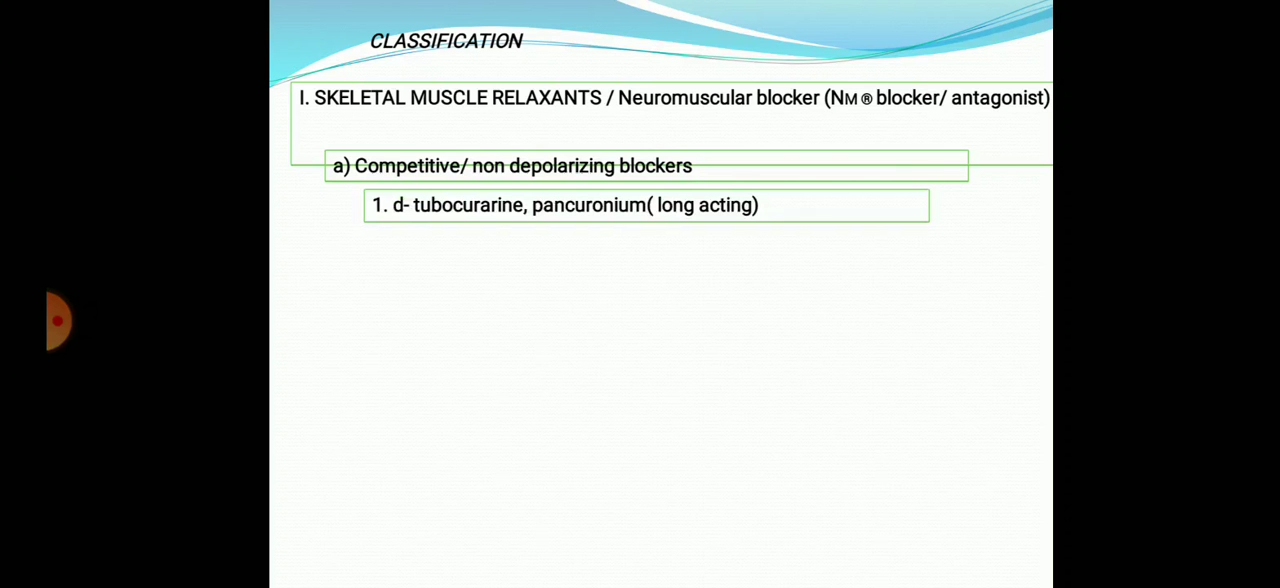 CLASSIFICATION
I. SKELETAL MUSCLE RELAXANTS / Neuromuscular blocker (NM ® blocker/ antagonist)
a) Competitive/ non depolarizing blockers
1. d- tubocurarine, pancuronium( long acting)